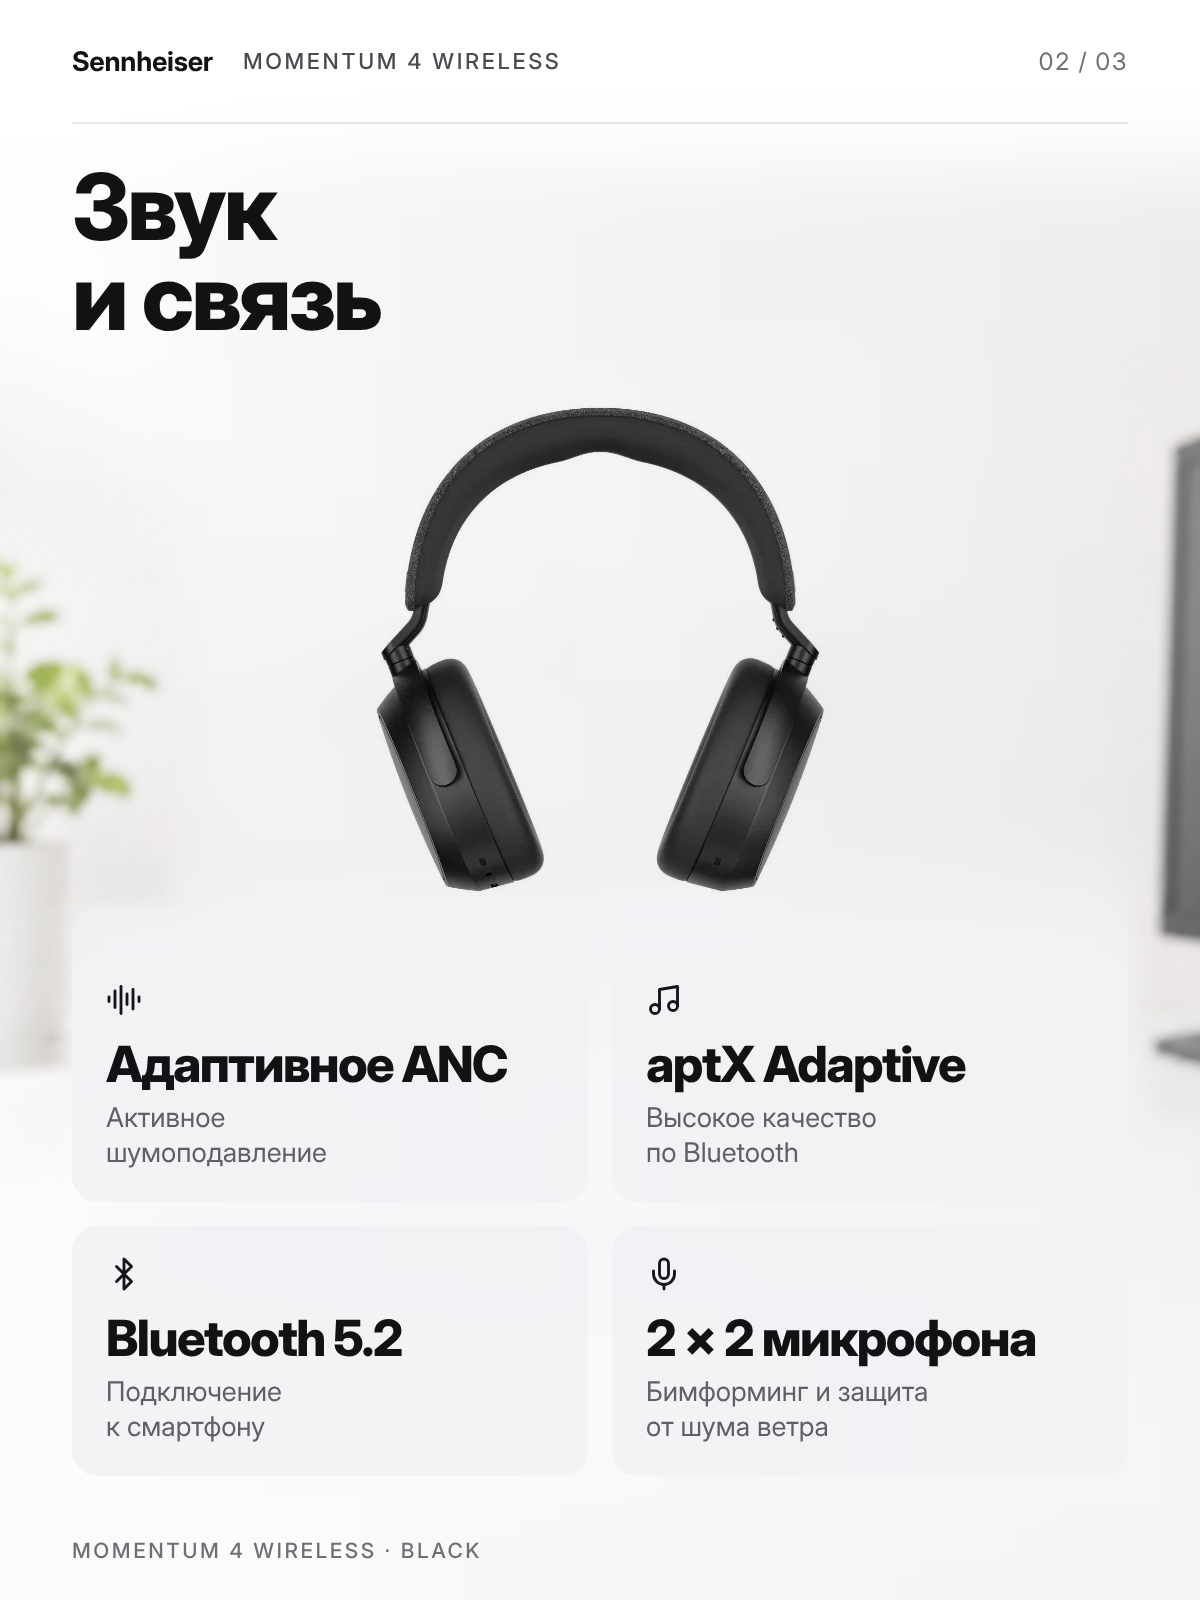 Sennheiser MOMENTUM 4 WIRELESS 02 / 03
Звук
и связь
Адаптивное ANC
Активное
шумоподавление
aptX Adaptive
Высокое качество
по Bluetooth
Bluetooth 5.2
Подключение
к смартфону
2 × 2 микрофона
Бимформинг и защита
от шума ветра
MOMENTUM 4 WIRELESS · BLACK